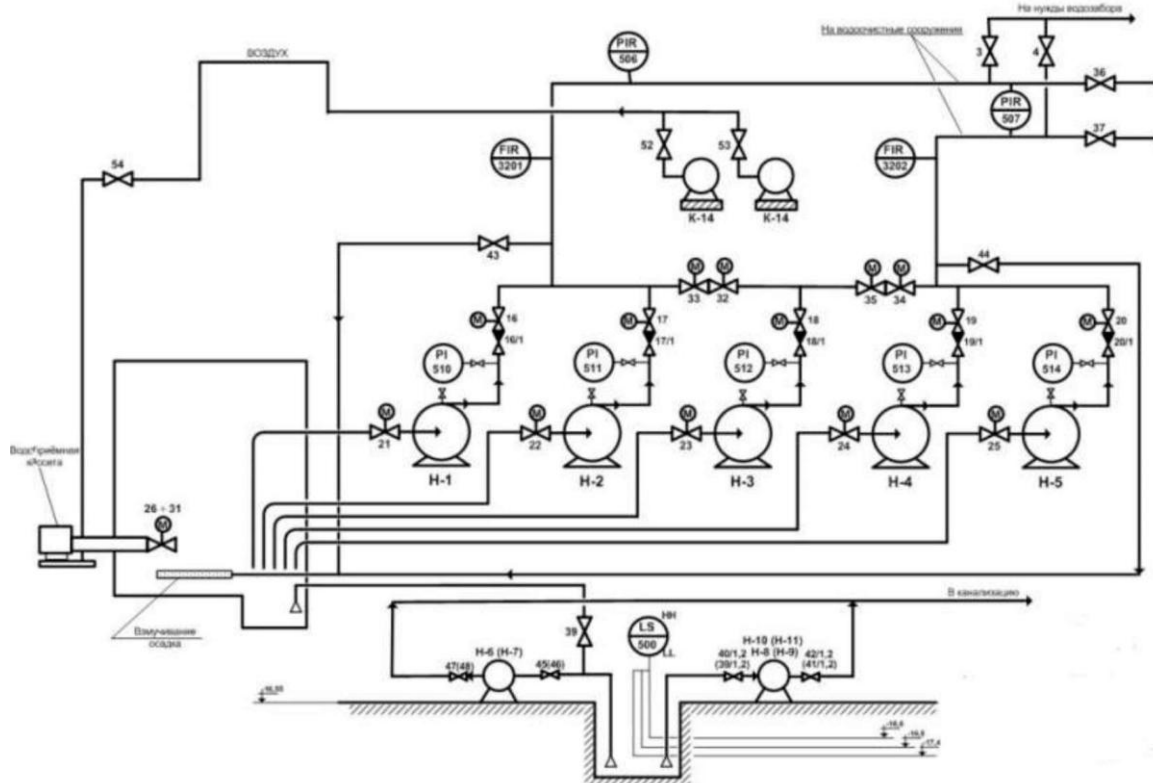 На нужды водозабора
На водоочистные сооружения
ВОЗДУХ
PIR
506
3
4
36
PIR
507
37
52
53
54
FIR
3201
FIR
3202
К-14
К-14
43
44
33
32
35
34
16
16/1
17
17/1
18
18/1
19
19/1
20
20/1
PI
510
PI
511
PI
512
PI
513
PI
514
M
M
M
M
M
M
M
M
M
M
M
M
M
M
21
22
23
24
25
Н-1
Н-2
Н-3
Н-4
Н-5
Водоприёмная
кассета
26 ÷ 31
M
Взмучивание
осадка
В канализацию
39
LS
500
HH
LL
Н-6 (Н-7)
47(48)
45(46)
Н-10 (Н-11)
Н-8 (Н-9)
40/1,2
(39/1,2)
42/1,2
(41/1,2)
-17,4